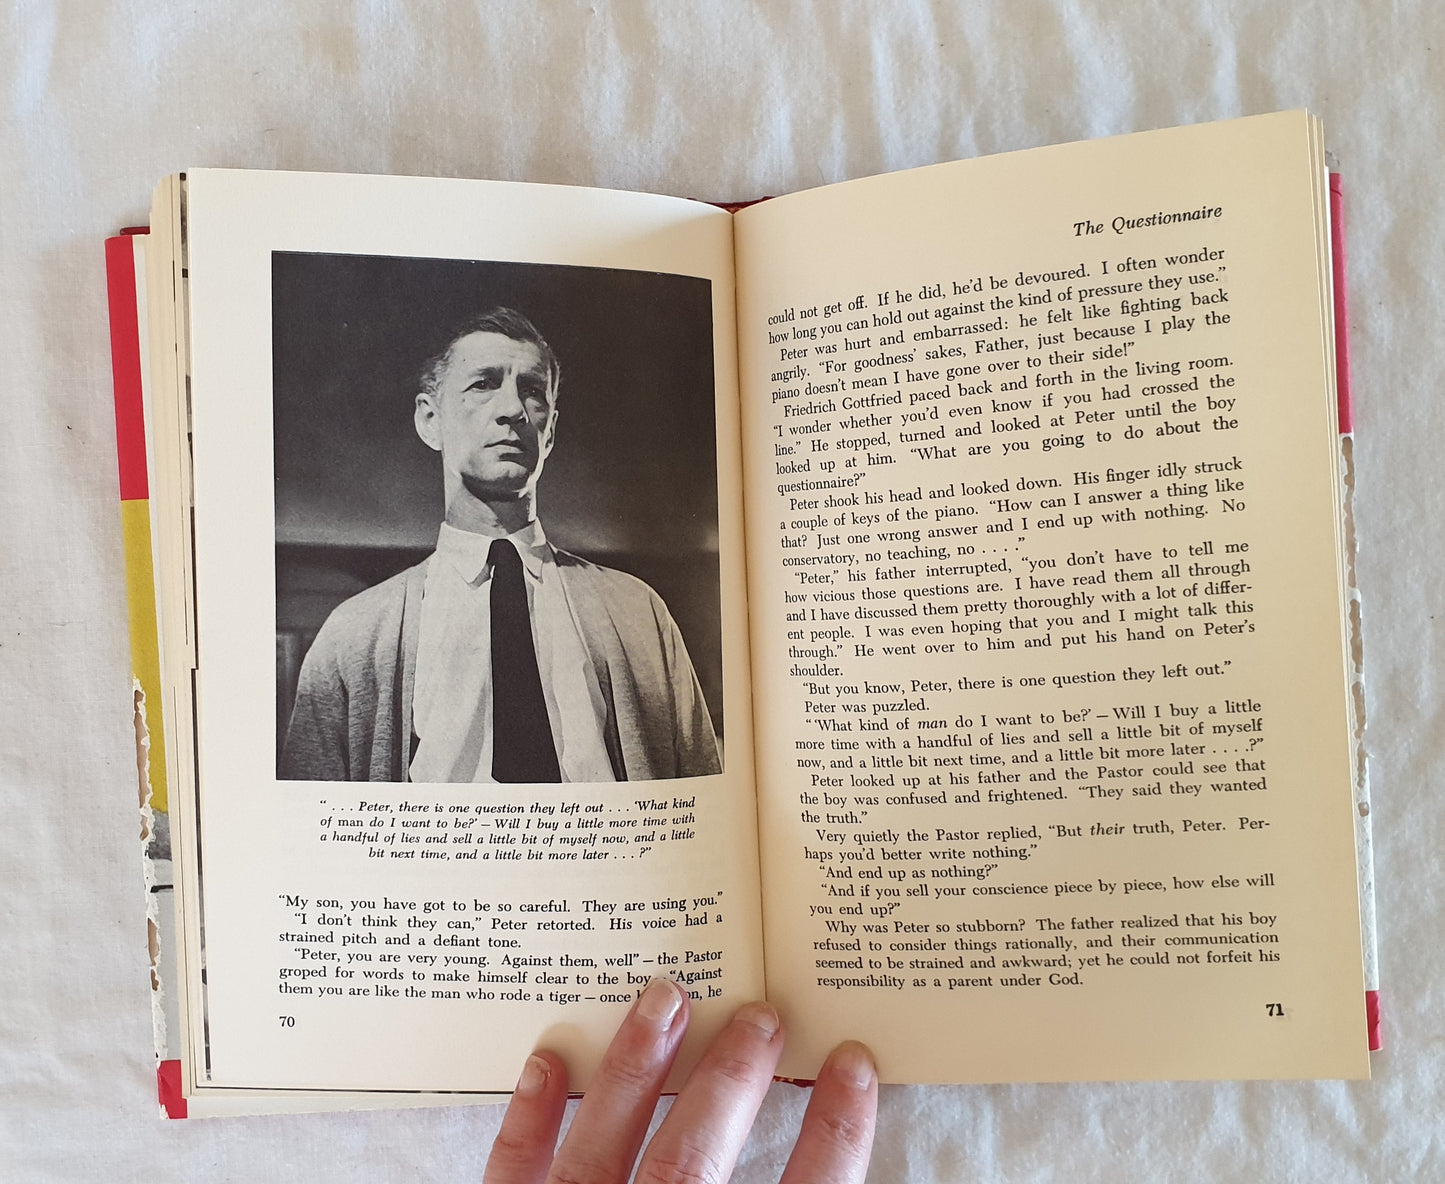 " . . . Peter, there is one question they left out . . . 'What kind
of man do I want to be?' — Will I buy a little more time with
a handful of lies and sell a little bit of myself now, and a little
bit next time, and a little bit more later . . . ?"
"My son, you have got to be so careful. They are using you."
"I don't think they can," Peter retorted. His voice had a
strained pitch and a defiant tone.
"Peter, you are very young. Against them, well" — the Pastor
groped for words to make himself clear to the boy "Against
them you are like the man who rode a tiger — once on, he
70
The Questionnaire
could not get off. If he did, he'd be devoured. I often wonder
how long you can hold out against the kind of pressure they use."
Peter was hurt and embarrassed: he felt like fighting back
angrily. "For goodness' sakes, Father, just because I play the
piano doesn't mean I have gone over to their side!"
Friedrich Gottfried paced back and forth in the living room.
"I wonder whether you'd even know if you had crossed the
line." He stopped, turned and looked at Peter until the boy
looked up at him. "What are you going to do about the
questionnaire?"
Peter shook his head and looked down. His finger idly struck
a couple of keys of the piano. "How can I answer a thing like
that? Just one wrong answer and I end up with nothing. No
conservatory, no teaching, no . . . ."
"Peter," his father interrupted, "you don't have to tell me
how vicious those questions are. I have read them all through
and I have discussed them pretty thoroughly with a lot of differ-
ent people. I was even hoping that you and I might talk this
through." He went over to him and put his hand on Peter's
shoulder.
"But you know, Peter, there is one question they left out."
Peter was puzzled.
" 'What kind of man do I want to be?' — Will I buy a little
more time with a handful of lies and sell a little bit of myself
now, and a little bit next time, and a little bit more later . . . .?"
Peter looked up at his father and the Pastor could see that
the boy was confused and frightened. "They said they wanted
the truth."
Very quietly the Pastor replied, "But their truth, Peter. Per-
haps you'd better write nothing."
"And end up as nothing?"
"And if you sell your conscience piece by piece, how else will
you end up?"
Why was Peter so stubborn? The father realized that his boy
refused to consider things rationally, and their communication
seemed to be strained and awkward; yet he could not forfeit his
responsibility as a parent under God.
71